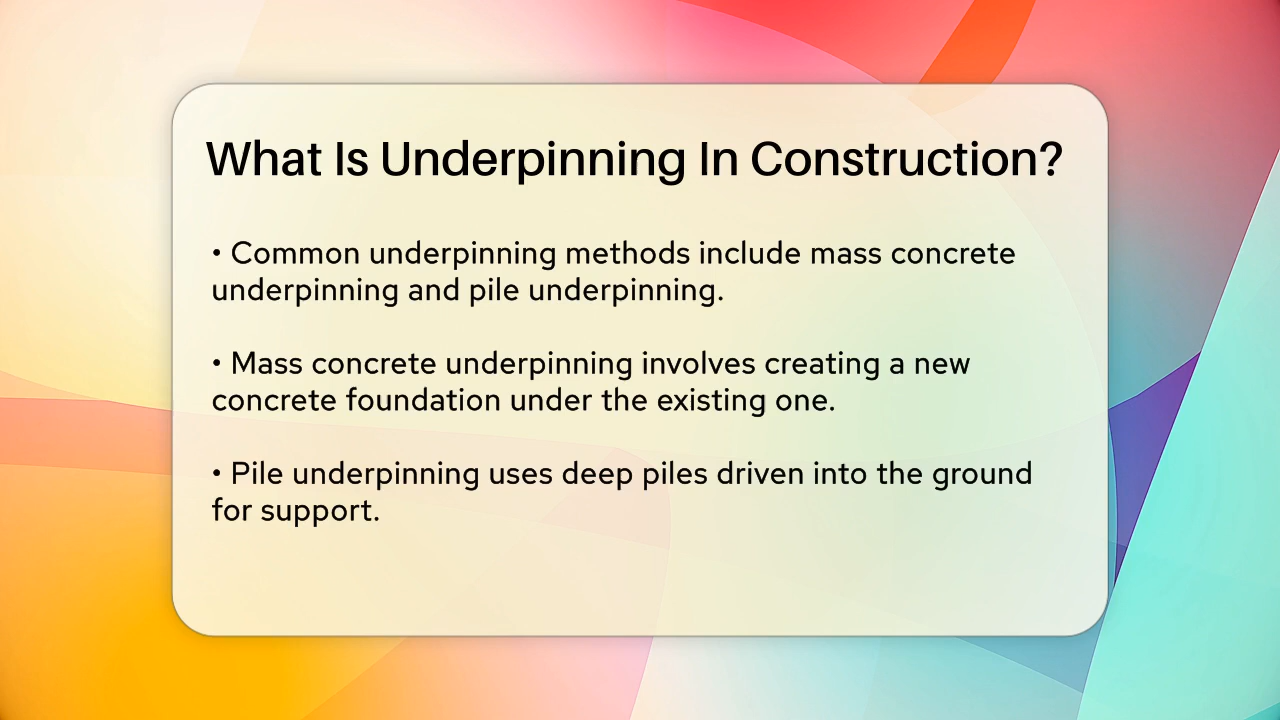 What Is Underpinning In Construction?
• Common underpinning methods include mass concrete
underpinning and pile underpinning.
• Mass concrete underpinning involves creating a new
concrete foundation under the existing one.
• Pile underpinning uses deep piles driven into the ground
for support.